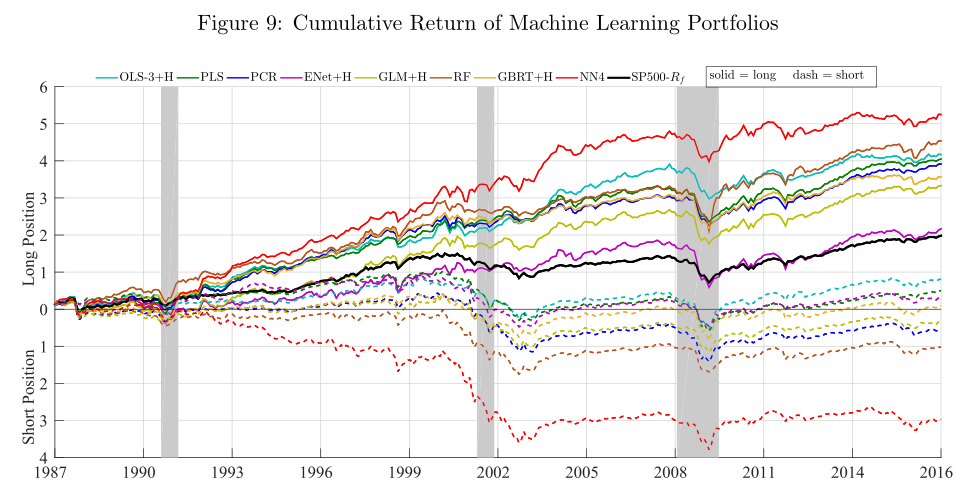 Figure 9: Cumulative Return of Machine Learning Portfolios
OLS-3+H PLS PCR ENet+H GLM+H RF GBRT+H NN4 SP500-R_f solid = long dash = short
6
5
4
3
2
1
0
1
2
3
4
Long Position
Short Position
1987 1990 1993 1996 1999 2002 2005 2008 2011 2014 2016